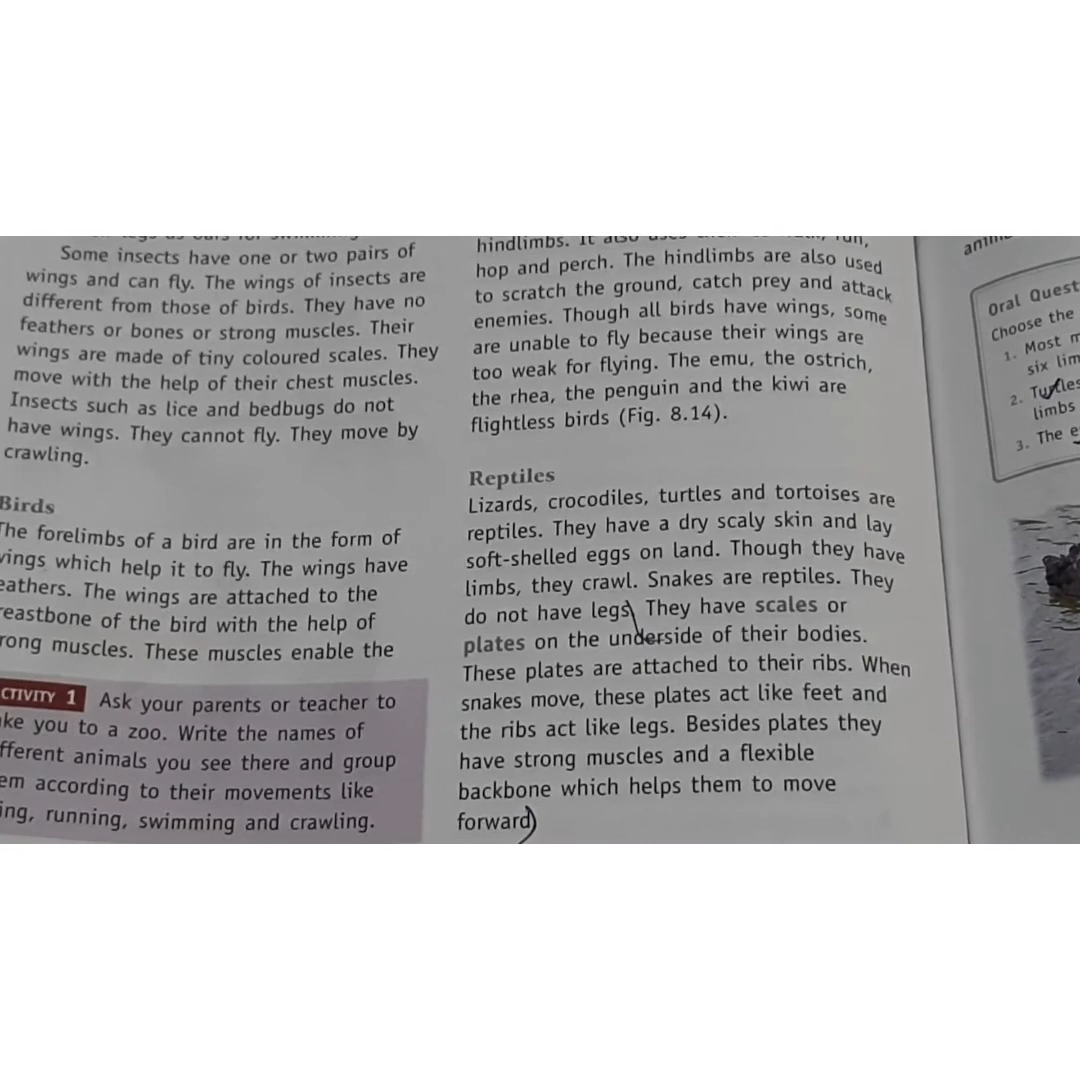 Some insects have one or two pairs of
wings and can fly. The wings of insects are
different from those of birds. They have no
feathers or bones or strong muscles. Their
wings are made of tiny coloured scales. They
move with the help of their chest muscles.
Insects such as lice and bedbugs do not
have wings. They cannot fly. They move by
crawling.
Birds
The forelimbs of a bird are in the form of
wings which help it to fly. The wings have
eathers. The wings are attached to the
reastbone of the bird with the help of
rong muscles. These muscles enable the
CTIVITY 1 Ask your parents or teacher to
ke you to a zoo. Write the names of
fferent animals you see there and group
em according to their movements like
ing, running, swimming and crawling.
hindlimbs. It also run,
hop and perch. The hindlimbs are also used
to scratch the ground, catch prey and attack
enemies. Though all birds have wings, some
are unable to fly because their wings are
too weak for flying. The emu, the ostrich,
the rhea, the penguin and the kiwi are
flightless birds (Fig. 8.14).
Reptiles
Lizards, crocodiles, turtles and tortoises are
reptiles. They have a dry scaly skin and lay
soft-shelled eggs on land. Though they have
limbs, they crawl. Snakes are reptiles. They
do not have legs. They have scales or
plates on the underside of their bodies.
These plates are attached to their ribs. When
snakes move, these plates act like feet and
the ribs act like legs. Besides plates they
have strong muscles and a flexible
backbone which helps them to move
forward
Oral Quest
Choose the
1. Most m
six lim
2. Turtles
limbs
3. The e